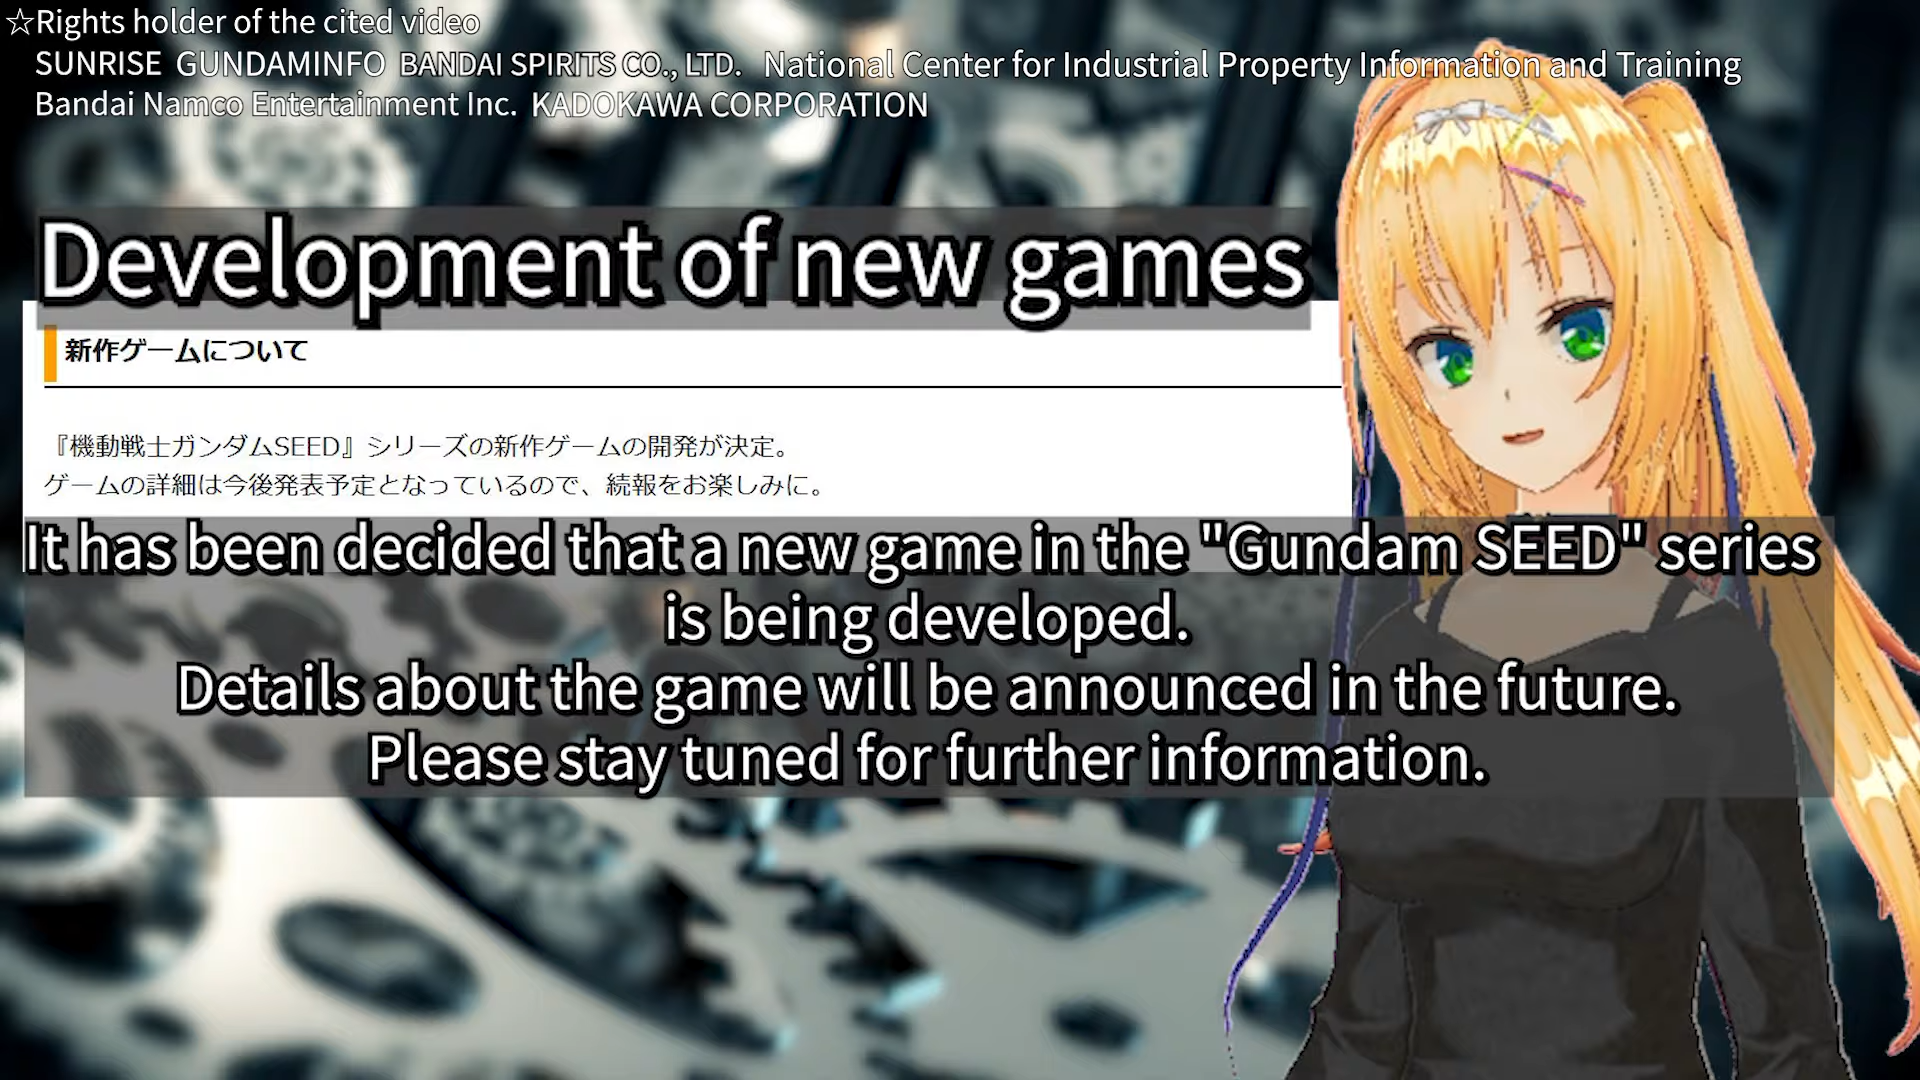 ☆Rights holder of the cited video
SUNRISE GUNDAMINFO BANDAI SPIRITS CO., LTD. National Center for Industrial Property Information and Training
Bandai Namco Entertainment Inc. KADOKAWA CORPORATION
Development of new games
新作ゲームについて
『機動戦士ガンダムSEED』シリーズの新作ゲームの開発が決定。
ゲームの詳細は今後発表予定となっているので、続報をお楽しみに。
It has been decided that a new game in the "Gundam SEED" series
is being developed.
Details about the game will be announced in the future.
Please stay tuned for further information.